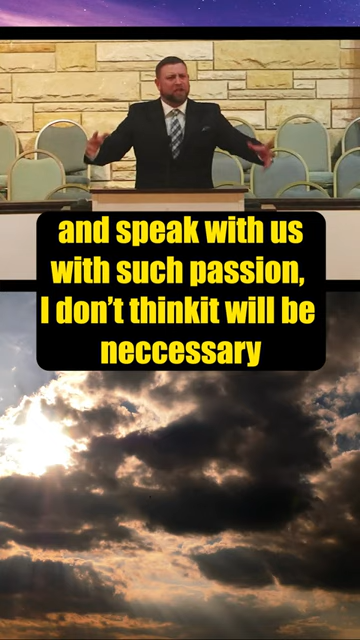 and speak with us
with such passion,
I don't thinkit will be
neccessary